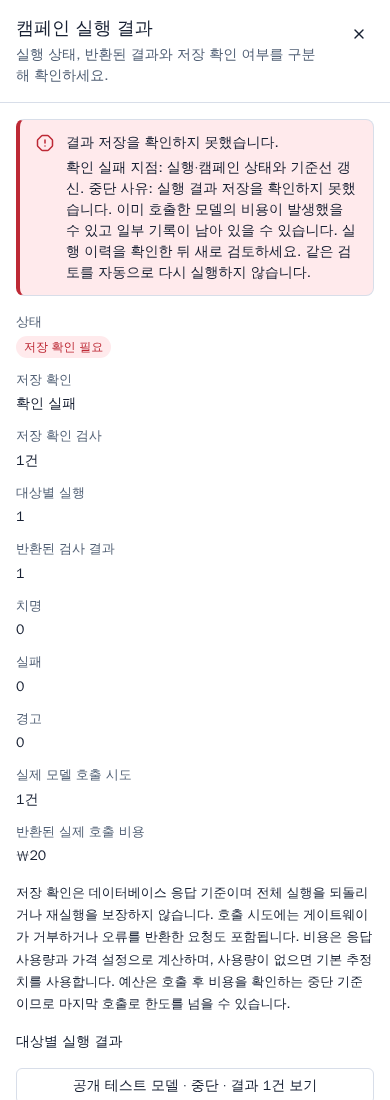 캠페인 실행 결과
실행 상태, 반환된 결과와 저장 확인 여부를 구분
해 확인하세요.
결과 저장을 확인하지 못했습니다.
확인 실패 지점: 실행·캠페인 상태와 기준선 갱
신. 중단 사유: 실행 결과 저장을 확인하지 못했
습니다. 이미 호출한 모델의 비용이 발생했을
수 있고 일부 기록이 남아 있을 수 있습니다. 실
행 이력을 확인한 뒤 새로 검토하세요. 같은 검
토를 자동으로 다시 실행하지 않습니다.
상태
저장 확인 필요
저장 확인
확인 실패
저장 확인 검사
1건
대상별 실행
1
반환된 검사 결과
1
치명
0
실패
0
경고
0
실제 모델 호출 시도
1건
반환된 실제 호출 비용
₩20
저장 확인은 데이터베이스 응답 기준이며 전체 실행을 되돌리
거나 재실행을 보장하지 않습니다. 호출 시도에는 게이트웨이
가 거부하거나 오류를 반환한 요청도 포함됩니다. 비용은 응답
사용량과 가격 설정으로 계산하며, 사용량이 없으면 기본 추정
치를 사용합니다. 예산은 호출 후 비용을 확인하는 중단 기준
이므로 마지막 호출로 한도를 넘을 수 있습니다.
대상별 실행 결과
공개 테스트 모델 · 중단 · 결과 1건 보기